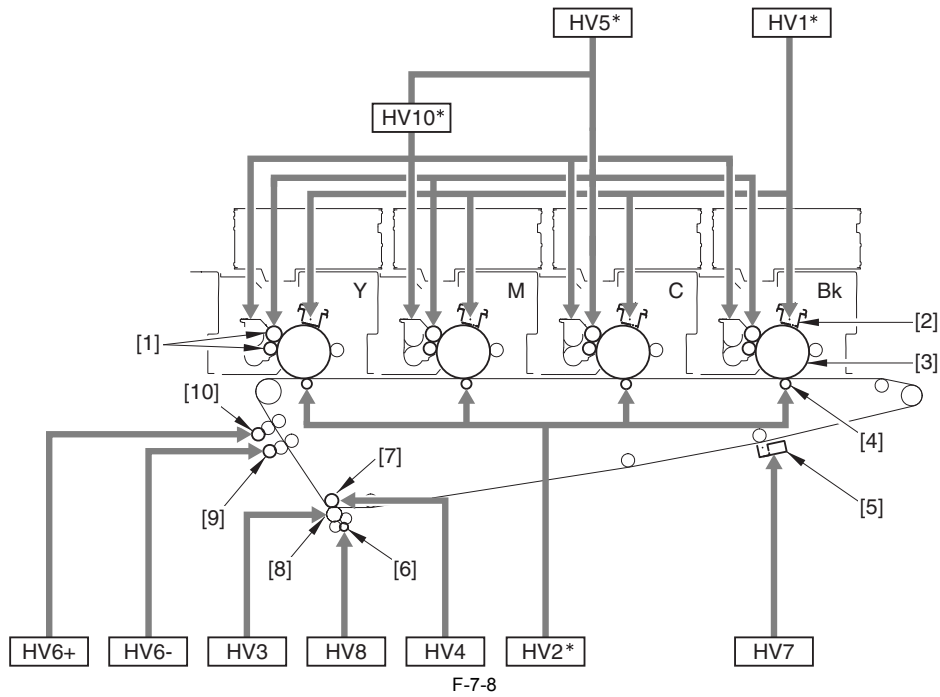 HV5* HV1*
HV10*
Y M C Bk
[1] [2]
[3]
[10] [4]
[7]
[9] [5]
[8] [6]
HV6+ HV6- HV3 HV8 HV4 HV2* HV7
F-7-8